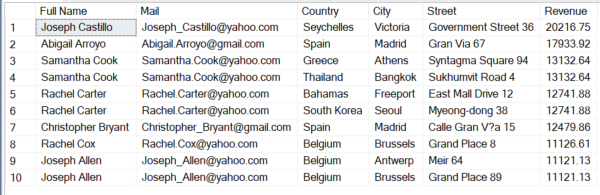 Full Name Mail Country City Street Revenue
1 Joseph Castillo Joseph_Castillo@yahoo.com Seychelles Victoria Government Street 36 20216.75
2 Abigail Arroyo Abigail.Arroyo@gmail.com Spain Madrid Gran Via 67 17933.92
3 Samantha Cook Samantha.Cook@yahoo.com Greece Athens Syntagma Square 94 13132.64
4 Samantha Cook Samantha.Cook@yahoo.com Thailand Bangkok Sukhumvit Road 4 13132.64
5 Rachel Carter Rachel.Carter@yahoo.com Bahamas Freeport East Mall Drive 12 12741.88
6 Rachel Carter Rachel.Carter@yahoo.com South Korea Seoul Myeong-dong 38 12741.88
7 Christopher Bryant Christopher_Bryant@gmail.com Spain Madrid Calle Gran V?a 15 12479.86
8 Rachel Cox Rachel.Cox@yahoo.com Belgium Brussels Grand Place 8 11126.61
9 Joseph Allen Joseph_Allen@yahoo.com Belgium Antwerp Meir 64 11121.13
10 Joseph Allen Joseph_Allen@yahoo.com Belgium Brussels Grand Place 89 11121.13